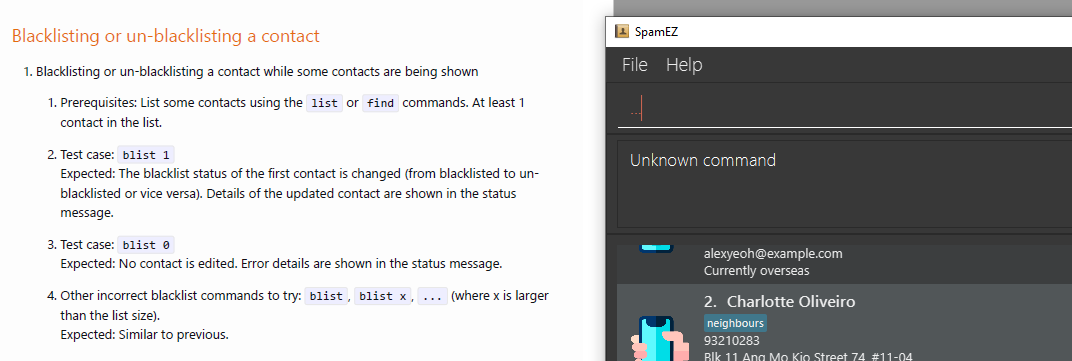 Blacklisting or un-blacklisting a contact
1. Blacklisting or un-blacklisting a contact while some contacts are being shown
1. Prerequisites: List some contacts using the list or find commands. At least 1
contact in the list.
2. Test case: blist 1
Expected: The blacklist status of the first contact is changed (from blacklisted to un-
blacklisted or vice versa). Details of the updated contact are shown in the status
message.
3. Test case: blist 0
Expected: No contact is edited. Error details are shown in the status message.
4. Other incorrect blacklist commands to try: blist, blist x, ... (where x is larger
than the list size).
Expected: Similar to previous.
SpamEZ
File Help
...
Unknown command
alexyeoh@example.com
Currently overseas
2. Charlotte Oliveiro
neighbours
93210283
Blk 11 Ang Mo Kio Street 74, #11-04